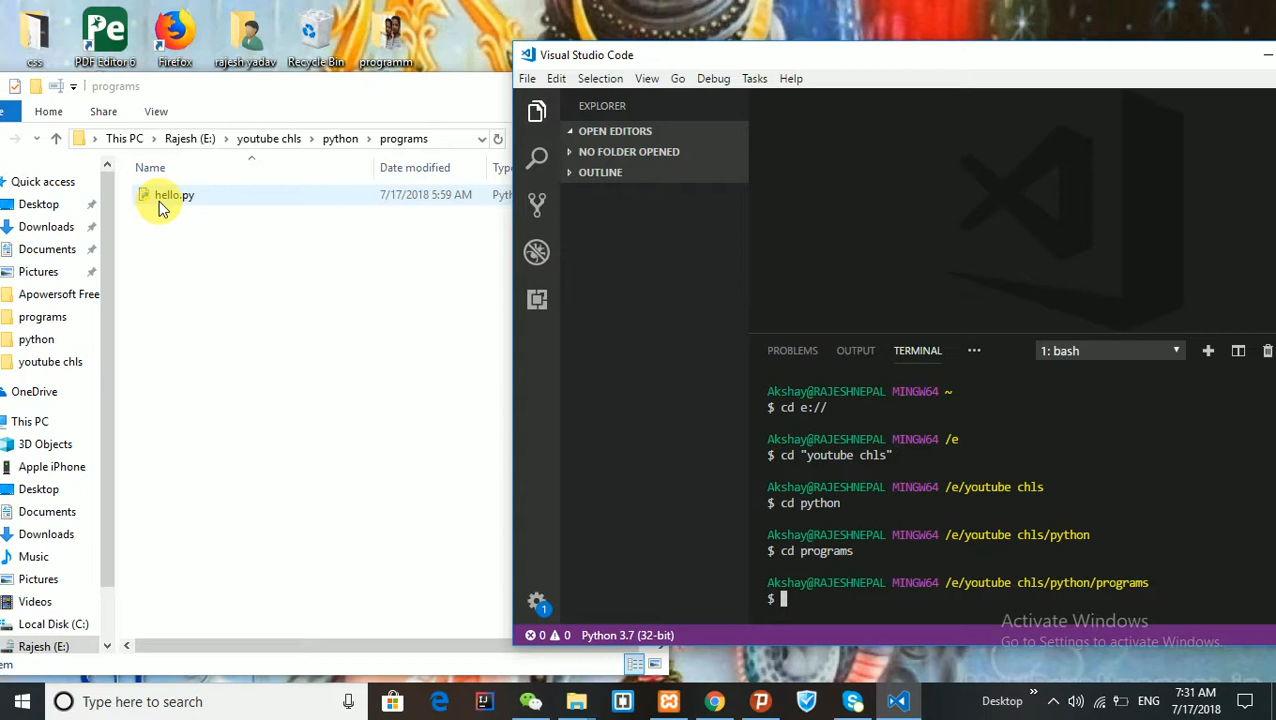 css
PDF Editor 6
Firefox
rajesh yadav
Recycle Bin
programm
programs
Home
Share
View
This PC
Rajesh (E:)
youtube chls
python
programs
Name
Date modified
hello.py
7/17/2018 5:59 AM
Quick access
Desktop
Downloads
Documents
Pictures
Apowersoft Free
programs
python
youtube chls
OneDrive
This PC
3D Objects
Apple iPhone
Desktop
Documents
Downloads
Music
Pictures
Videos
Local Disk (C:)
Rajesh (E:)
Visual Studio Code
File Edit Selection View Go Debug Tasks Help
EXPLORER
OPEN EDITORS
NO FOLDER OPENED
OUTLINE
PROBLEMS OUTPUT TERMINAL ••• 1: bash
Akshay@RAJESHNEPAL MINGW64 ~
$ cd e://
Akshay@RAJESHNEPAL MINGW64 /e
$ cd "youtube chls"
Akshay@RAJESHNEPAL MINGW64 /e/youtube chls
$ cd python
Akshay@RAJESHNEPAL MINGW64 /e/youtube chls/python
$ cd programs
Akshay@RAJESHNEPAL MINGW64 /e/youtube chls/python/programs
$
1
0 0 Python 3.7 (32-bit)
Activate Windows
Go to Settings to activate Windows.
Type here to search
Desktop
ENG
7:31 AM
7/17/2018